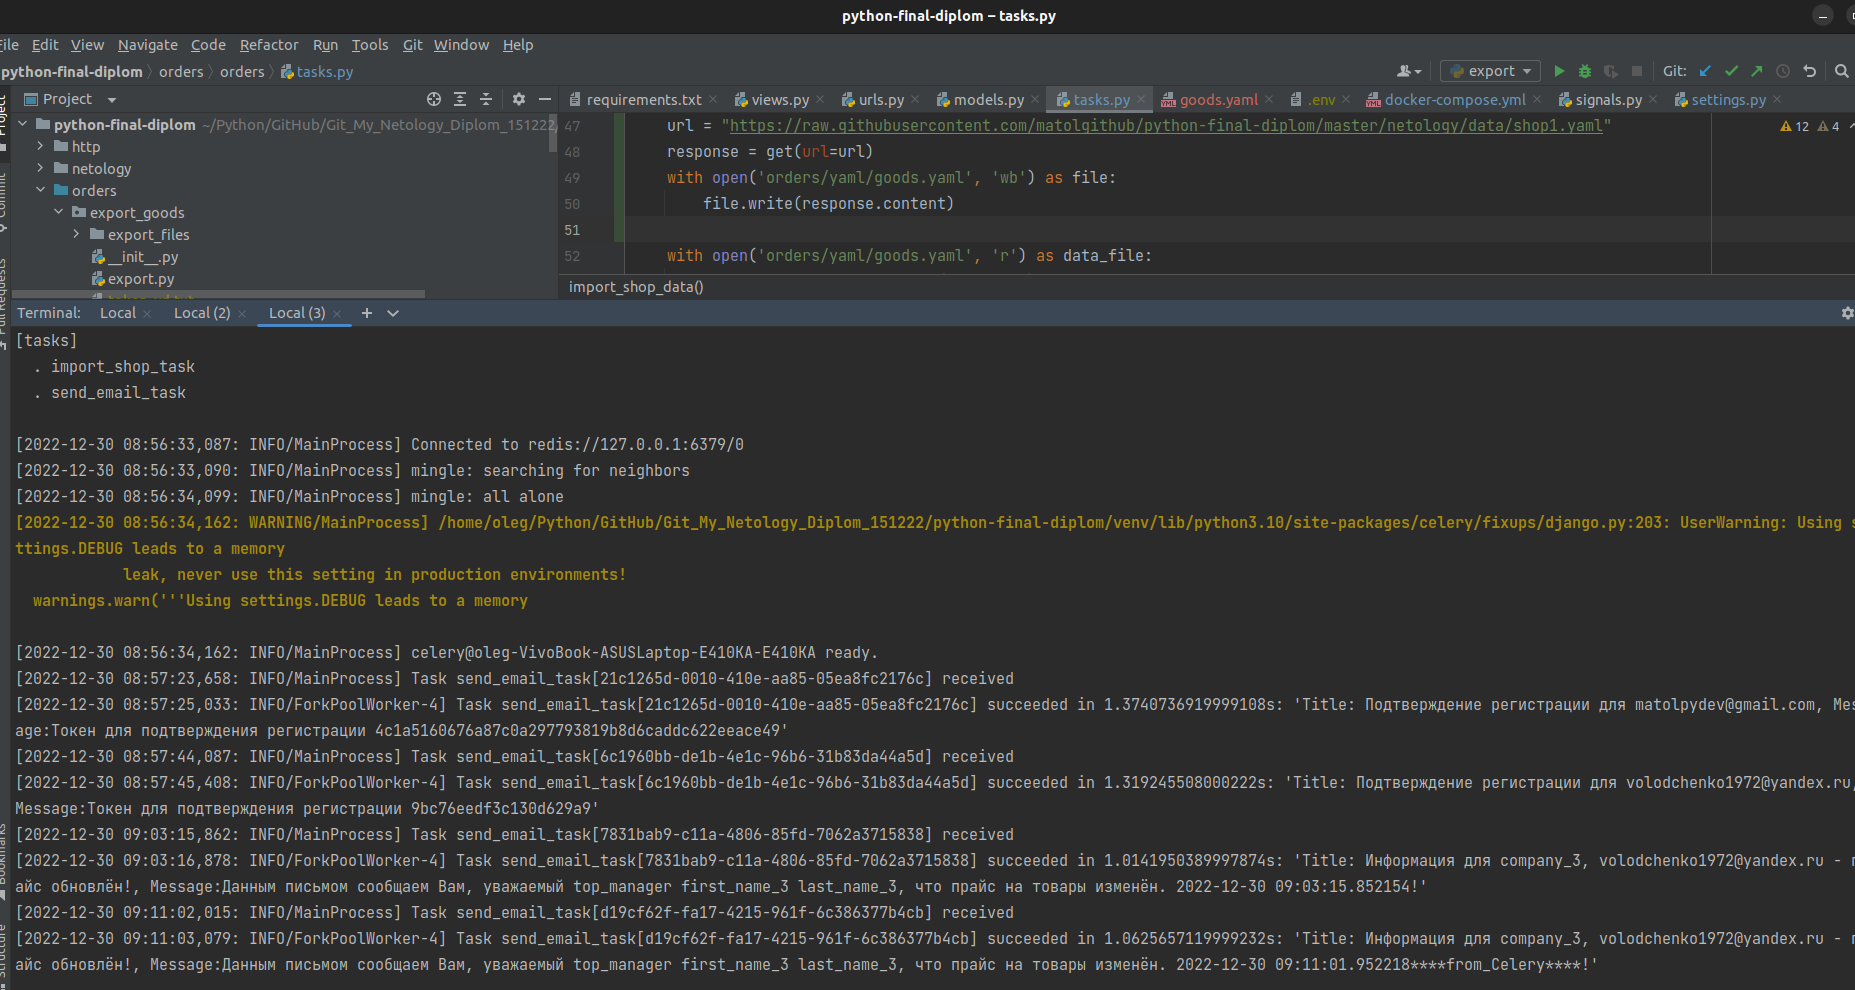 python-final-diplom – tasks.py
File Edit View Navigate Code Refactor Run Tools Git Window Help
python-final-diplom orders orders tasks.py export Git:
Project requirements.txt views.py urls.py models.py tasks.py goods.yaml .env docker-compose.yml signals.py settings.py
python-final-diplom ~/Python/GitHub/Git_My_Netology_Diplom_151222/
http
netology
orders
export_goods
export_files
__init__.py
export.py
47 url = "https://raw.githubusercontent.com/matolgithub/python-final-diplom/master/netology/data/shop1.yaml"
12 4
48 response = get(url=url)
49 with open('orders/yaml/goods.yaml', 'wb') as file:
50 file.write(response.content)
51
52 with open('orders/yaml/goods.yaml', 'r') as data_file:
import_shop_data()
Project
Commit
Pull Requests
Bookmarks
Structure
Terminal: Local Local (2) Local (3)
[tasks]
. import_shop_task
. send_email_task
[2022-12-30 08:56:33,087: INFO/MainProcess] Connected to redis://127.0.0.1:6379/0
[2022-12-30 08:56:33,090: INFO/MainProcess] mingle: searching for neighbors
[2022-12-30 08:56:34,099: INFO/MainProcess] mingle: all alone
[2022-12-30 08:56:34,162: WARNING/MainProcess] /home/oleg/Python/GitHub/Git_My_Netology_Diplom_151222/python-final-diplom/venv/lib/python3.10/site-packages/celery/fixups/django.py:203: UserWarning: Using s
ttings.DEBUG leads to a memory
leak, never use this setting in production environments!
warnings.warn('''Using settings.DEBUG leads to a memory
[2022-12-30 08:56:34,162: INFO/MainProcess] celery@oleg-VivoBook-ASUSLaptop-E410KA-E410KA ready.
[2022-12-30 08:57:23,658: INFO/MainProcess] Task send_email_task[21c1265d-0010-410e-aa85-05ea8fc2176c] received
[2022-12-30 08:57:25,033: INFO/ForkPoolWorker-4] Task send_email_task[21c1265d-0010-410e-aa85-05ea8fc2176c] succeeded in 1.3740736919999108s: 'Title: Подтверждение регистрации для matolpydev@gmail.com, Mes
age:Токен для подтверждения регистрации 4c1a5160676a87c0a297793819b8d6caddc622eeace49'
[2022-12-30 08:57:44,087: INFO/MainProcess] Task send_email_task[6c1960bb-de1b-4e1c-96b6-31b83da44a5d] received
[2022-12-30 08:57:45,408: INFO/ForkPoolWorker-4] Task send_email_task[6c1960bb-de1b-4e1c-96b6-31b83da44a5d] succeeded in 1.319245508000222s: 'Title: Подтверждение регистрации для volodchenko1972@yandex.ru,
Message:Токен для подтверждения регистрации 9bc76eedf3c130d629a9'
[2022-12-30 09:03:15,862: INFO/MainProcess] Task send_email_task[7831bab9-c11a-4806-85fd-7062a3715838] received
[2022-12-30 09:03:16,878: INFO/ForkPoolWorker-4] Task send_email_task[7831bab9-c11a-4806-85fd-7062a3715838] succeeded in 1.0141950389997874s: 'Title: Информация для company_3, volodchenko1972@yandex.ru - п
айс обновлён!, Message:Данным письмом сообщаем Вам, уважаемый top_manager first_name_3 last_name_3, что прайс на товары изменён. 2022-12-30 09:03:15.852154!'
[2022-12-30 09:11:02,015: INFO/MainProcess] Task send_email_task[d19cf62f-fa17-4215-961f-6c386377b4cb] received
[2022-12-30 09:11:03,079: INFO/ForkPoolWorker-4] Task send_email_task[d19cf62f-fa17-4215-961f-6c386377b4cb] succeeded in 1.0625657119999232s: 'Title: Информация для company_3, volodchenko1972@yandex.ru - п
айс обновлён!, Message:Данным письмом сообщаем Вам, уважаемый top_manager first_name_3 last_name_3, что прайс на товары изменён. 2022-12-30 09:11:01.952218****from_Celery****!'